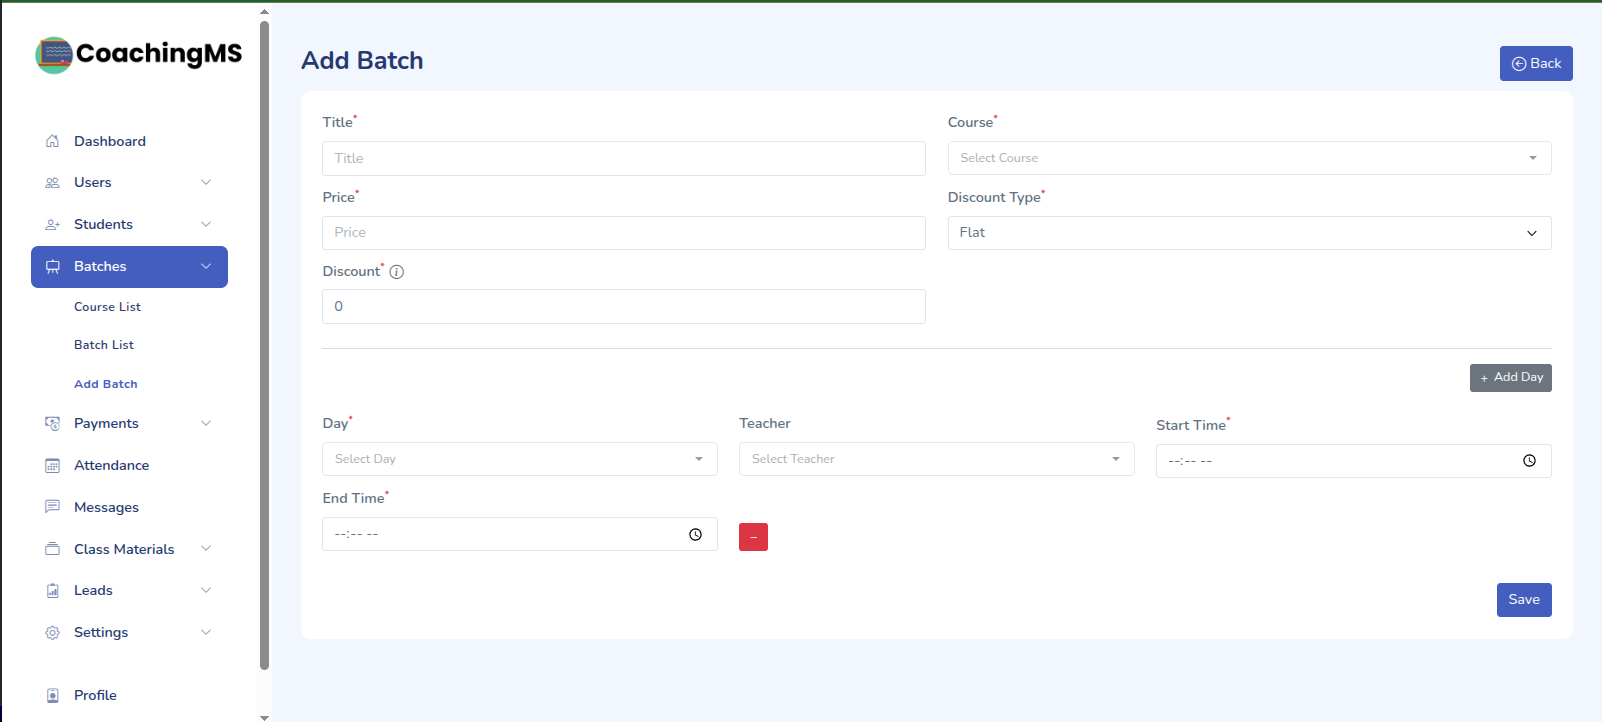 CoachingMS
Dashboard
Users
Students
Batches
Course List
Batch List
Add Batch
Payments
Attendance
Messages
Class Materials
Leads
Settings
Profile
Add Batch
Back
Title*
Course*
Title
Select Course
Price*
Discount Type*
Price
Flat
Discount* i
0
+ Add Day
Day*
Teacher
Start Time*
Select Day
Select Teacher
--:-- --
End Time*
--:-- --
–
Save